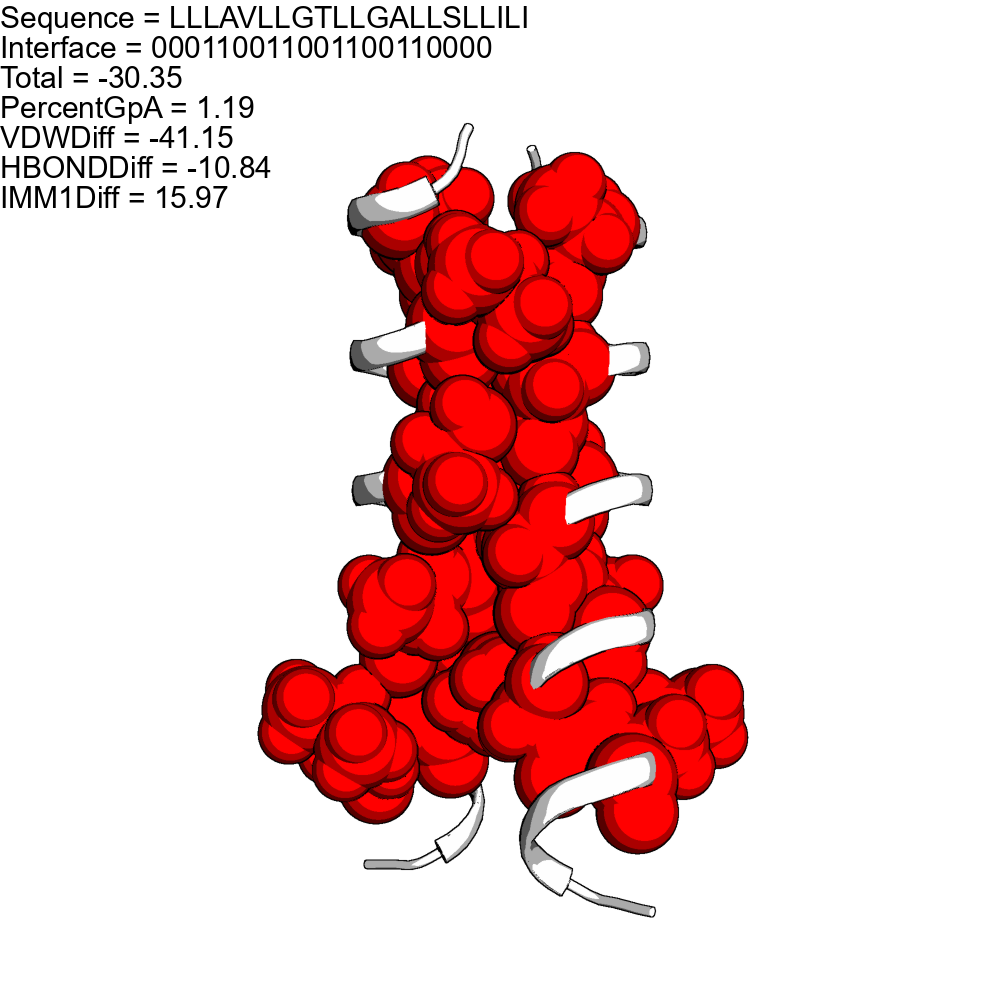 Sequence = LLLAVLLGTLLGALLSLLILI
Interface = 000110011001100110000
Total = -30.35
PercentGpA = 1.19
VDWDiff = -41.15
HBONDDiff = -10.84
IMM1Diff = 15.97